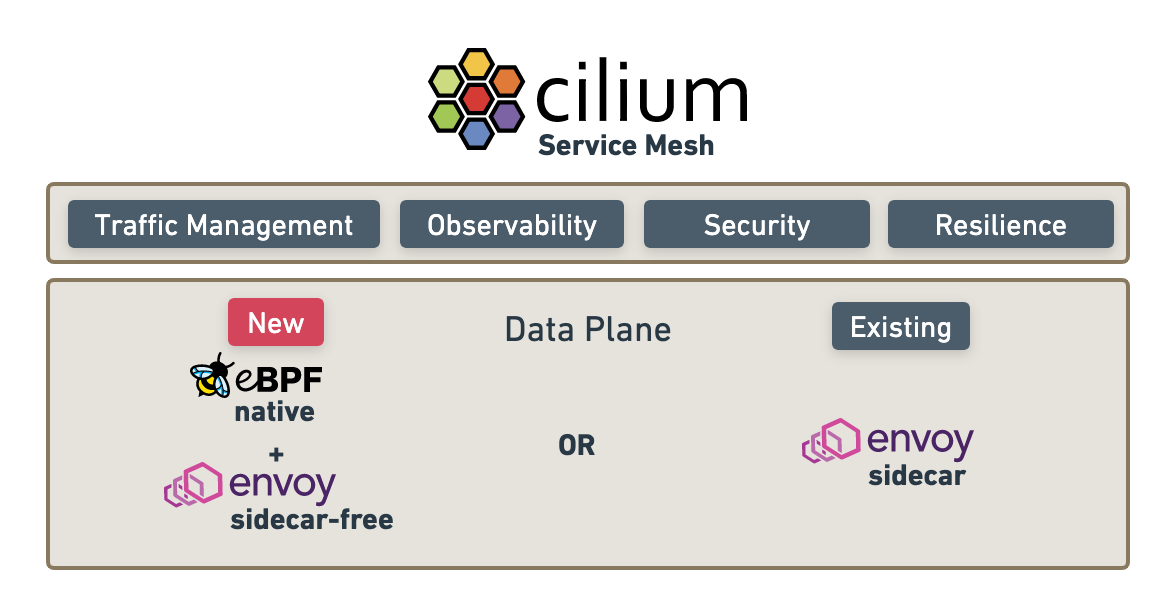 cilium
Service Mesh
Traffic Management
Observability
Security
Resilience
New
Data Plane
Existing
eBPF
native
+
envoy
sidecar-free
OR
envoy
sidecar